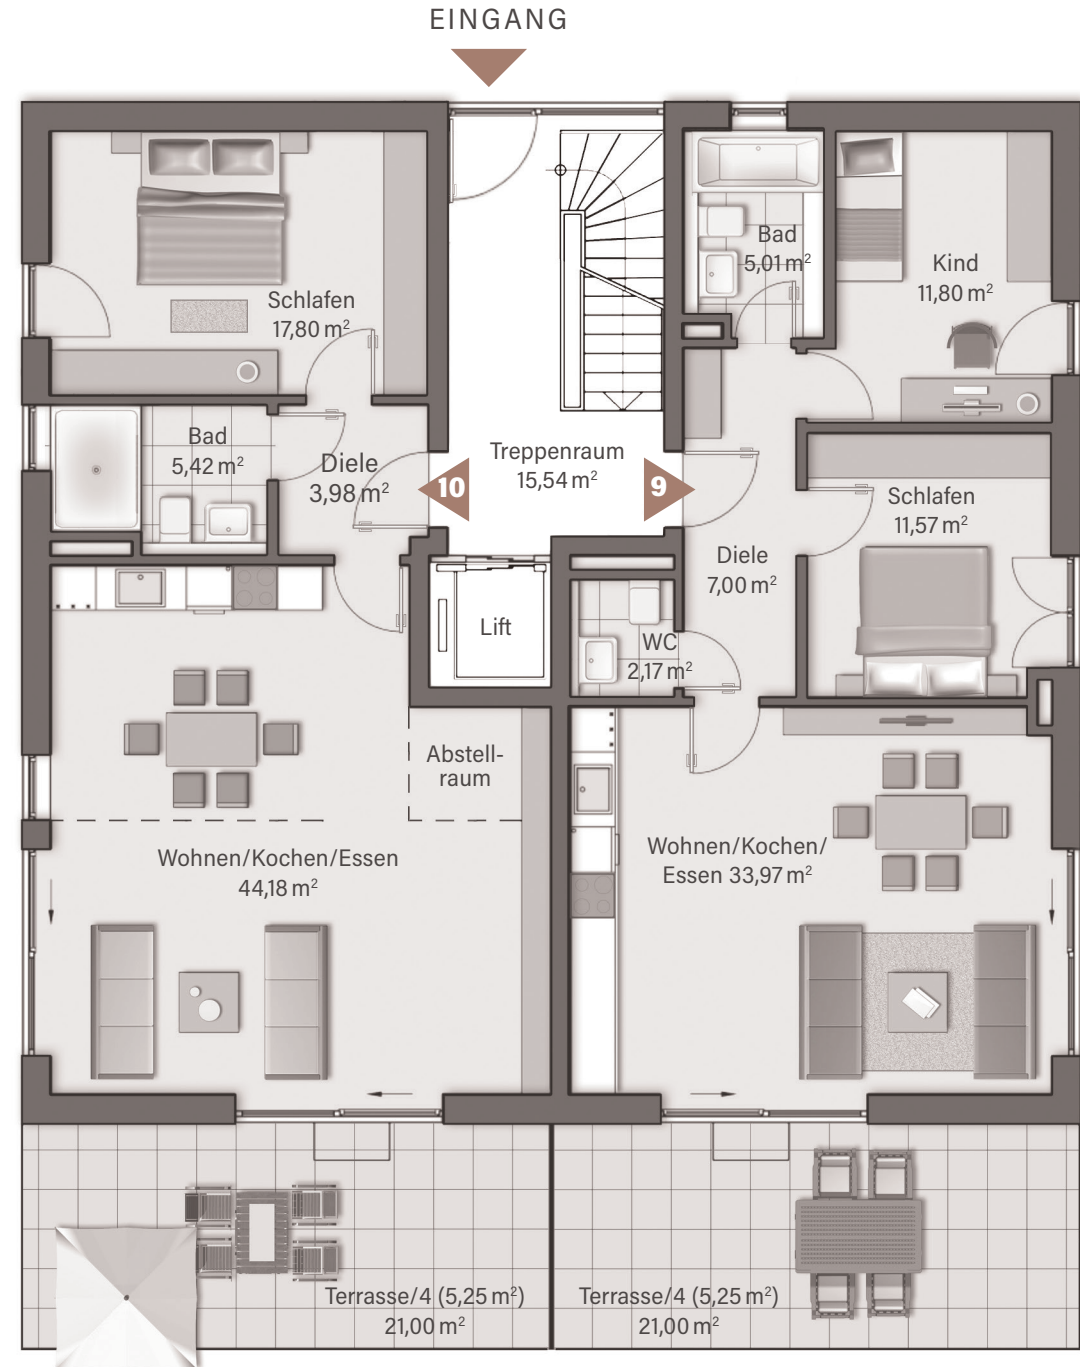 EINGANG
Schlafen
17,80 m²
Bad
5,01 m²
Kind
11,80 m²
Bad
5,42 m²
Diele
3,98 m²
10
Treppenraum
15,54 m²
9
Schlafen
11,57 m²
Diele
7,00 m²
Lift
WC
2,17 m²
Abstell-
raum
Wohnen/Kochen/Essen
44,18 m²
Wohnen/Kochen/
Essen 33,97 m²
Terrasse/4 (5,25 m²)
21,00 m²
Terrasse/4 (5,25 m²)
21,00 m²